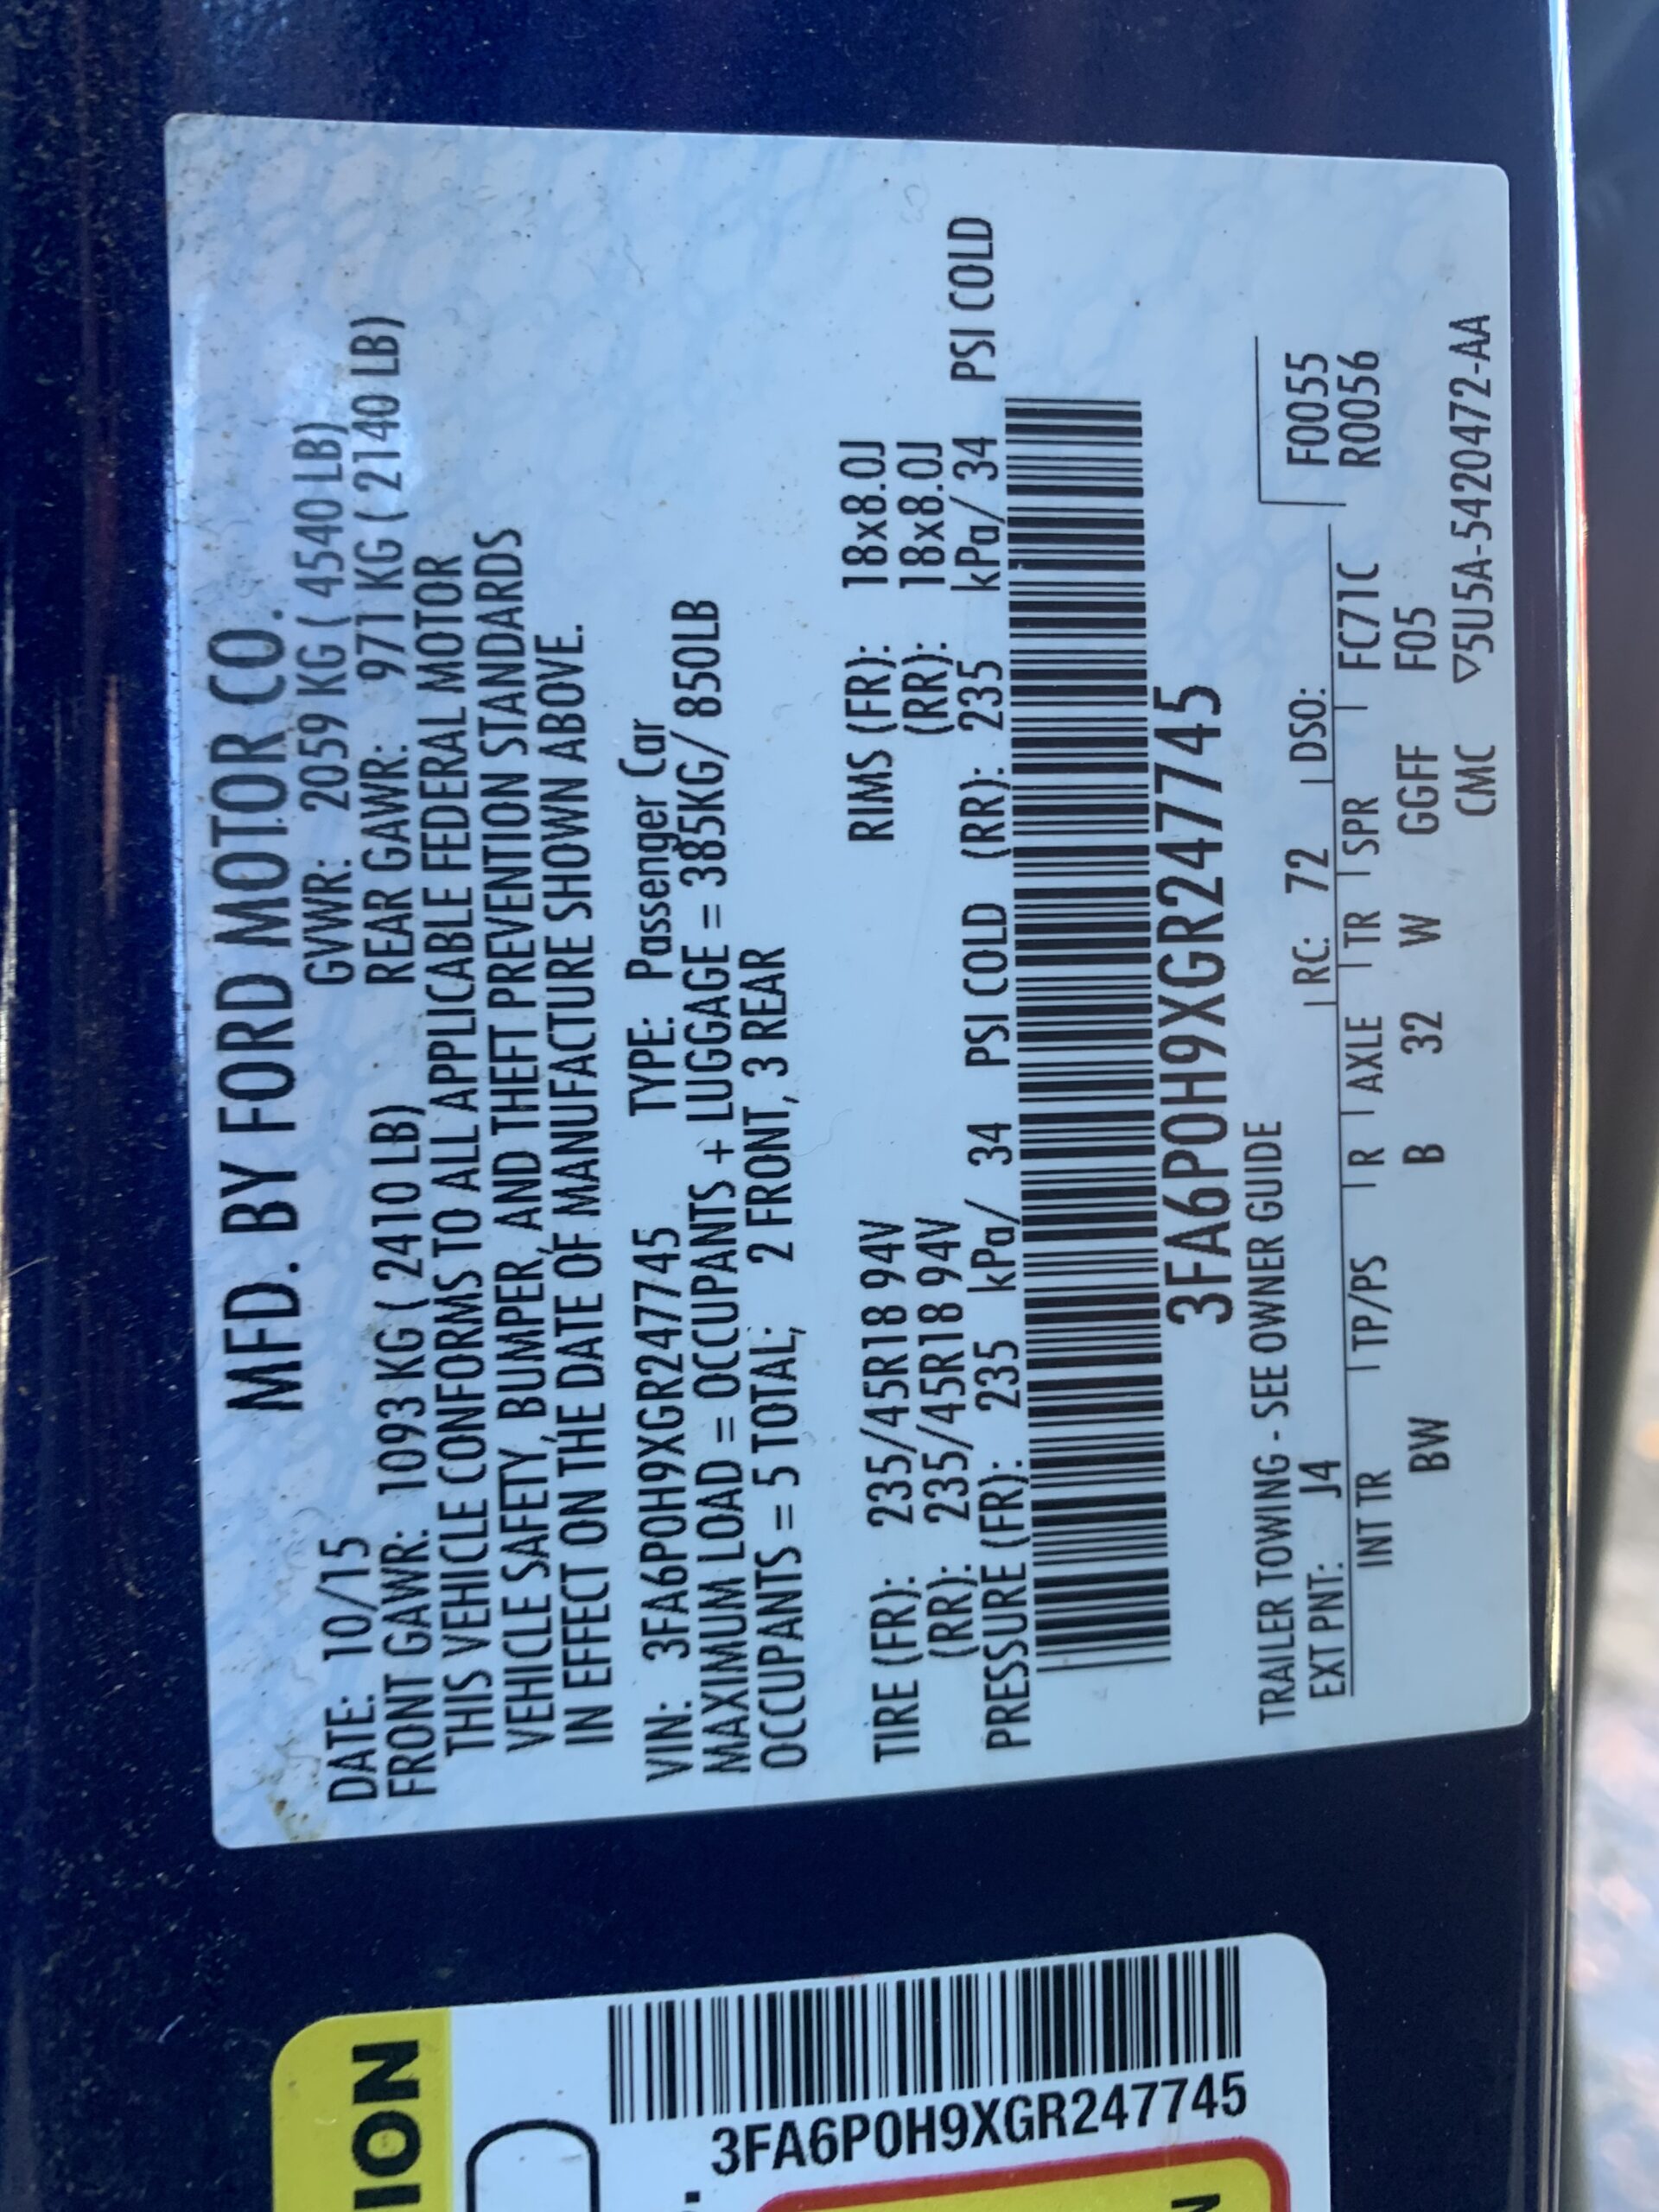 MFD. BY FORD MOTOR CO.
DATE: 10/15 GVWR: 2059 KG ( 4540 LB)
FRONT GAWR: 1093 KG ( 2410 LB) REAR GAWR: 971 KG ( 2140 LB)
THIS VEHICLE CONFORMS TO ALL APPLICABLE FEDERAL MOTOR
VEHICLE SAFETY, BUMPER, AND THEFT PREVENTION STANDARDS
IN EFFECT ON THE DATE OF MANUFACTURE SHOWN ABOVE.
VIN: 3FA6P0H9XGR247745 TYPE: Passenger Car
MAXIMUM LOAD = OCCUPANTS + LUGGAGE = 385KG/ 850LB
OCCUPANTS = 5 TOTAL; 2 FRONT, 3 REAR
TIRE (FR): 235/45R18 94V RIMS (FR): 18x8.0J
(RR): 235/45R18 94V (RR): 18x8.0J
PRESSURE (FR): 235 kPa/ 34 PSI COLD (RR): 235 kPa/ 34 PSI COLD
3FA6P0H9XGR247745
TRAILER TOWING - SEE OWNER GUIDE
EXT PNT: J4 RC: 72 DSO: F0055
INT TR TP/PS R AXLE TR SPR FC71C R0056
BW B 32 W GGFF F05
CMC ▽5U5A-5420472-AA
ION
3FA6P0H9XGR247745
N